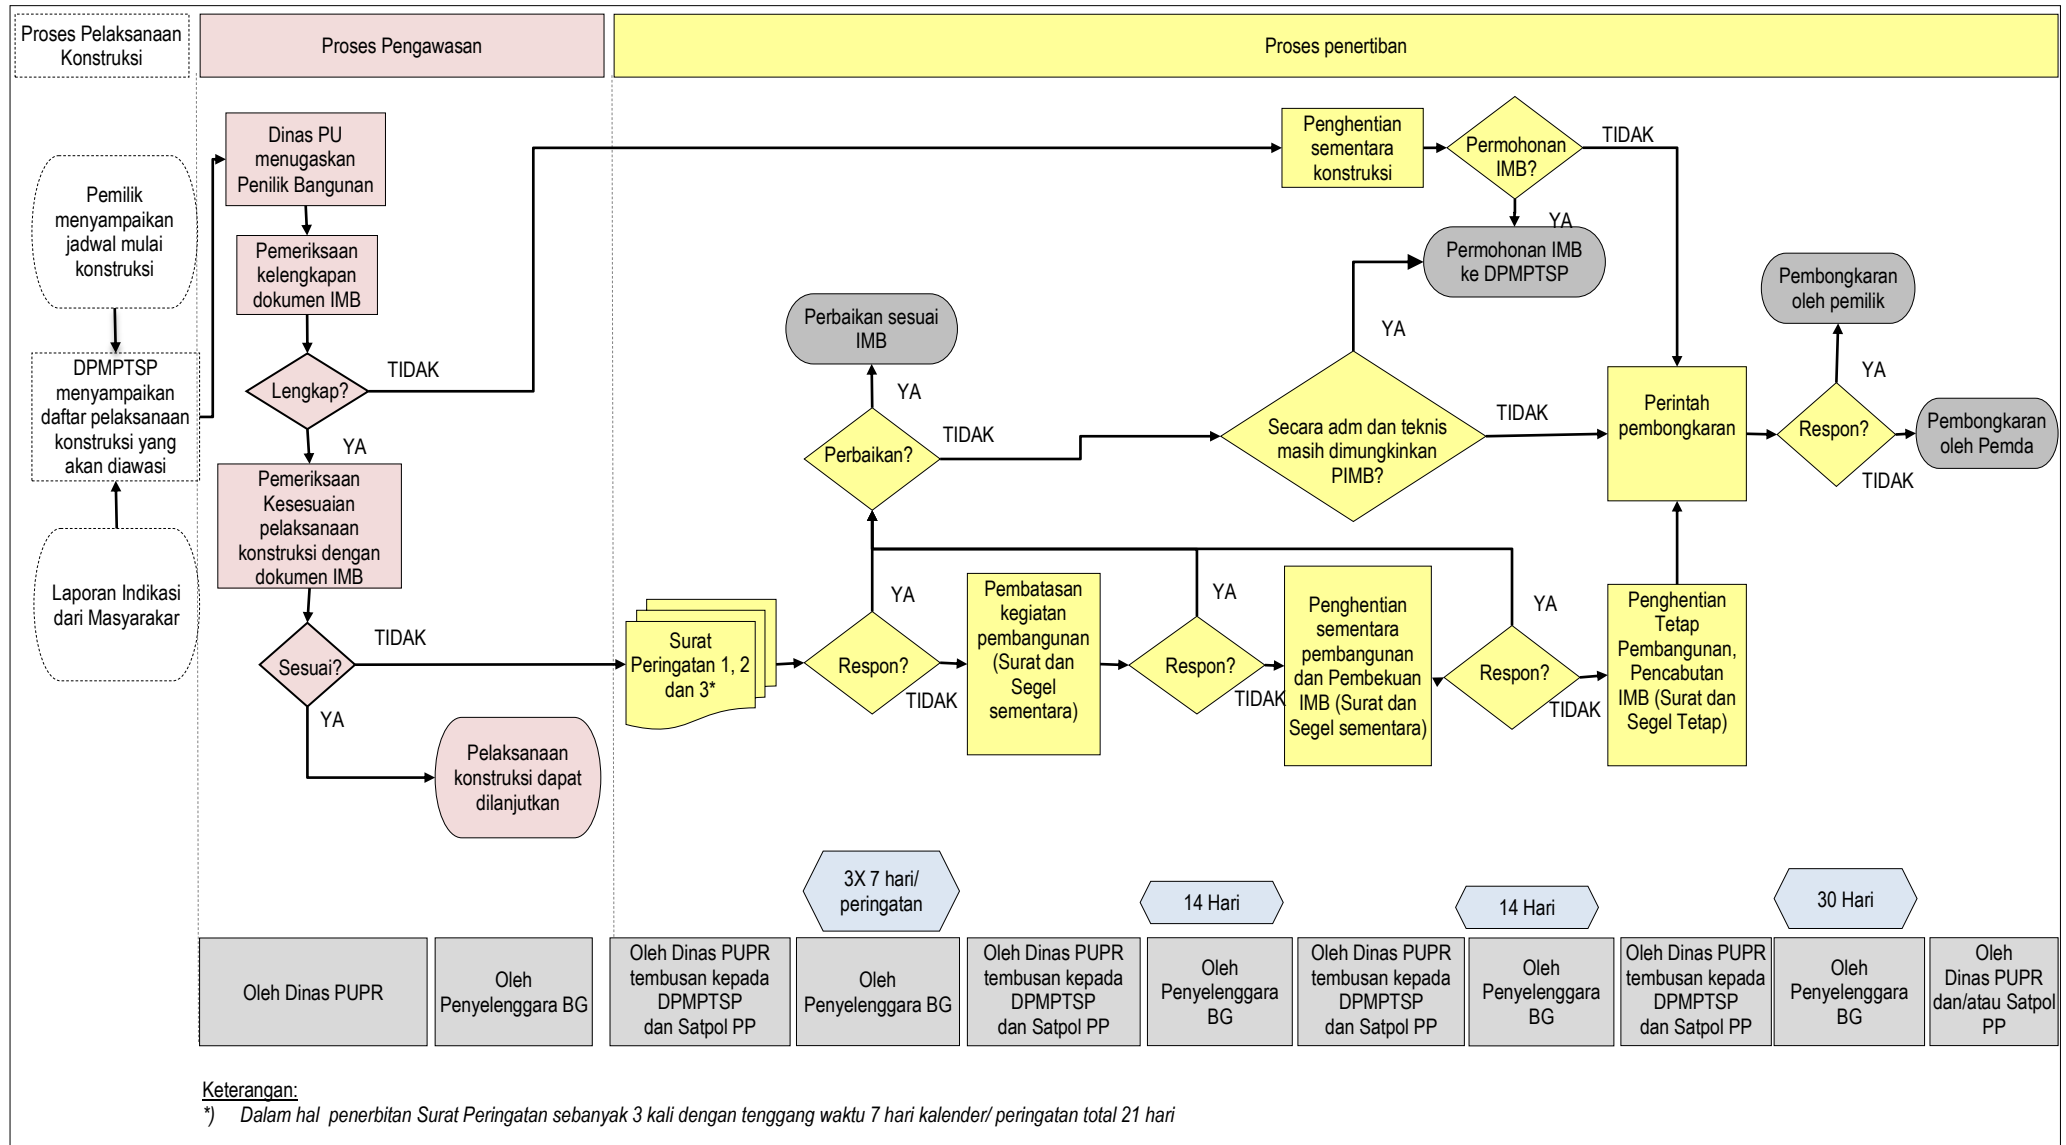 Proses Pelaksanaan
Konstruksi
Proses Pengawasan
Proses penertiban
Pemilik
menyampaikan
jadwal mulai
konstruksi
DPMPTSP
menyampaikan
daftar pelaksanaan
konstruksi yang
akan diawasi
Laporan Indikasi
dari Masyarakar
Dinas PU
menugaskan
Penilik Bangunan
Pemeriksaan
kelengkapan
dokumen IMB
Lengkap?
TIDAK
YA
Pemeriksaan
Kesesuaian
pelaksanaan
konstruksi dengan
dokumen IMB
Sesuai?
TIDAK
YA
Pelaksanaan
konstruksi dapat
dilanjutkan
Penghentian
sementara
konstruksi
Permohonan
IMB?
TIDAK
YA
Permohonan IMB
ke DPMPTSP
Perbaikan sesuai
IMB
YA
Perbaikan?
TIDAK
YA
Secara adm dan teknis
masih dimungkinkan
PIMB?
TIDAK
Perintah
pembongkaran
Pembongkaran
oleh pemilik
YA
Respon?
TIDAK
Pembongkaran
oleh Pemda
Surat
Peringatan 1, 2
dan 3*
YA
Respon?
TIDAK
Pembatasan
kegiatan
pembangunan
(Surat dan
Segel
sementara)
YA
Respon?
TIDAK
Penghentian
sementara
pembangunan
dan Pembekuan
IMB (Surat dan
Segel sementara)
YA
Respon?
TIDAK
Penghentian
Tetap
Pembangunan,
Pencabutan
IMB (Surat dan
Segel Tetap)
3X 7 hari/
peringatan
14 Hari
14 Hari
30 Hari
Oleh Dinas PUPR
Oleh
Penyelenggara BG
Oleh Dinas PUPR
tembusan kepada
DPMPTSP
dan Satpol PP
Oleh
Penyelenggara BG
Oleh Dinas PUPR
tembusan kepada
DPMPTSP
dan Satpol PP
Oleh
Penyelenggara
BG
Oleh Dinas PUPR
tembusan kepada
DPMPTSP
dan Satpol PP
Oleh
Penyelenggara
BG
Oleh Dinas PUPR
tembusan kepada
DPMPTSP
dan Satpol PP
Oleh
Penyelenggara
BG
Oleh
Dinas PUPR
dan/atau Satpol
PP
Keterangan:
*) Dalam hal penerbitan Surat Peringatan sebanyak 3 kali dengan tenggang waktu 7 hari kalender/ peringatan total 21 hari